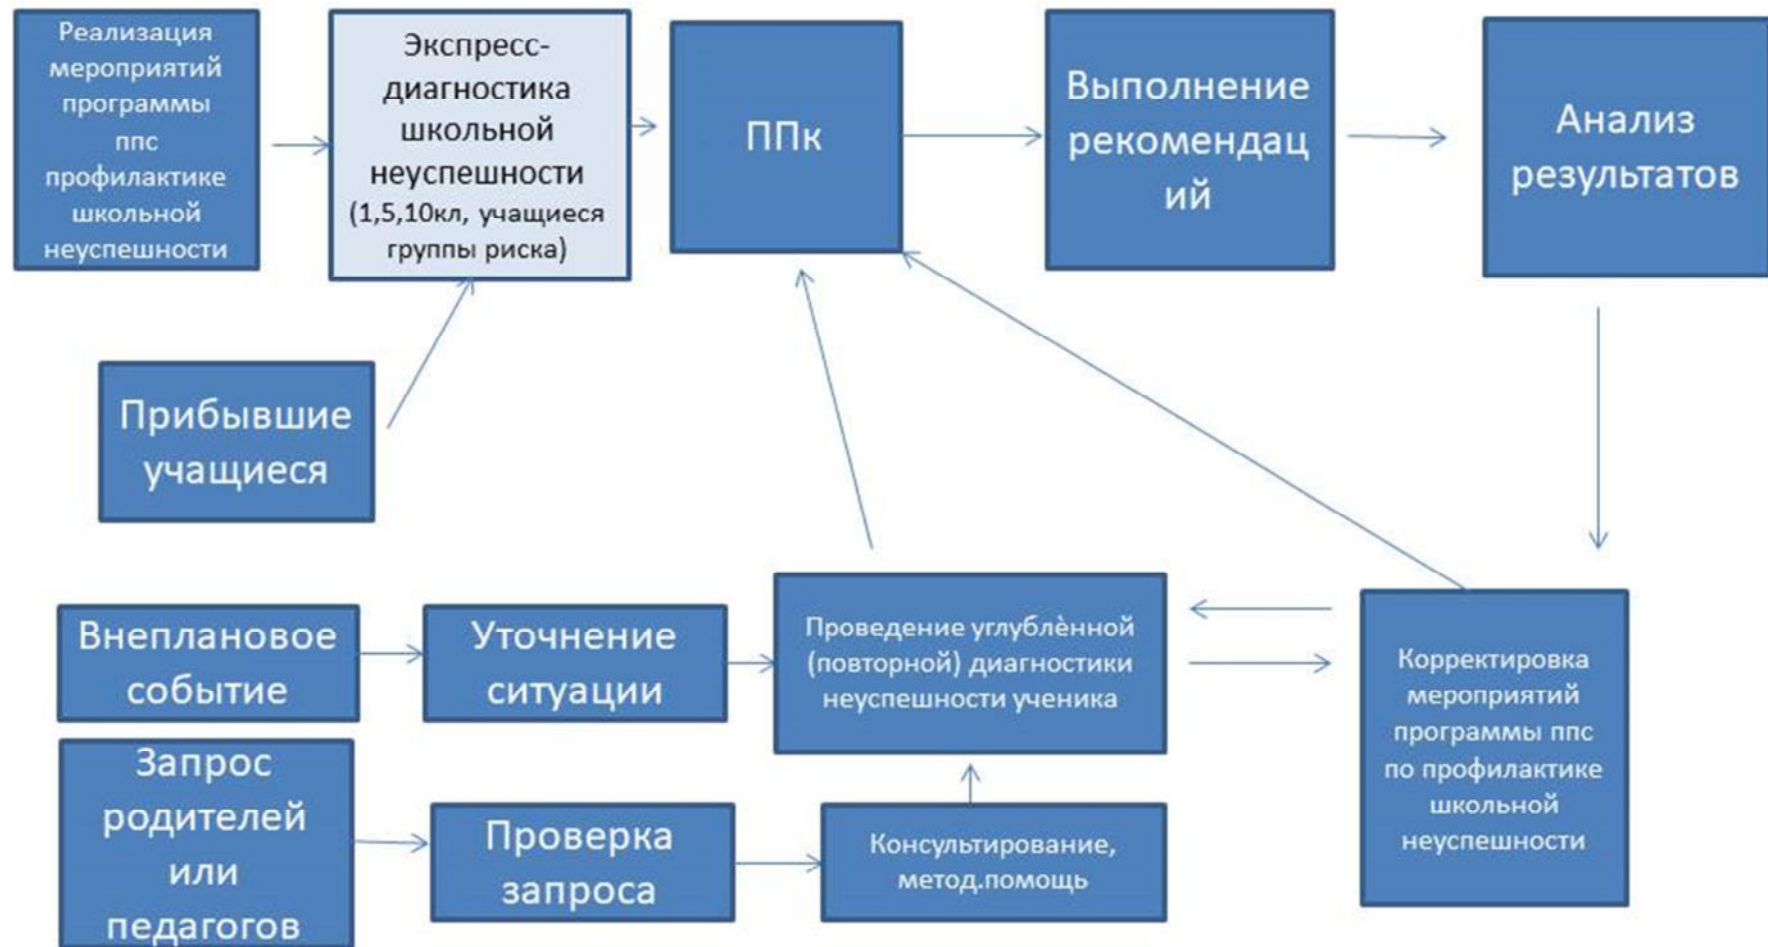 Реализация
мероприятий
программы
ппс
профилактике
школьной
неуспешности
Экспресс-
диагностика
школьной
неуспешности
(1,5,10кл, учащиеся
группы риска)
ППк
Выполнение
рекомендац
ий
Анализ
результатов
Прибывшие
учащиеся
Внеплановое
событие
Уточнение
ситуации
Проведение углублѐнной
(повторной) диагностики
неуспешности ученика
Корректировка
мероприятий
программы ппс
по профилактике
школьной
неуспешности
Запрос
родителей
или
педагогов
Проверка
запроса
Консультирование,
метод.помощь